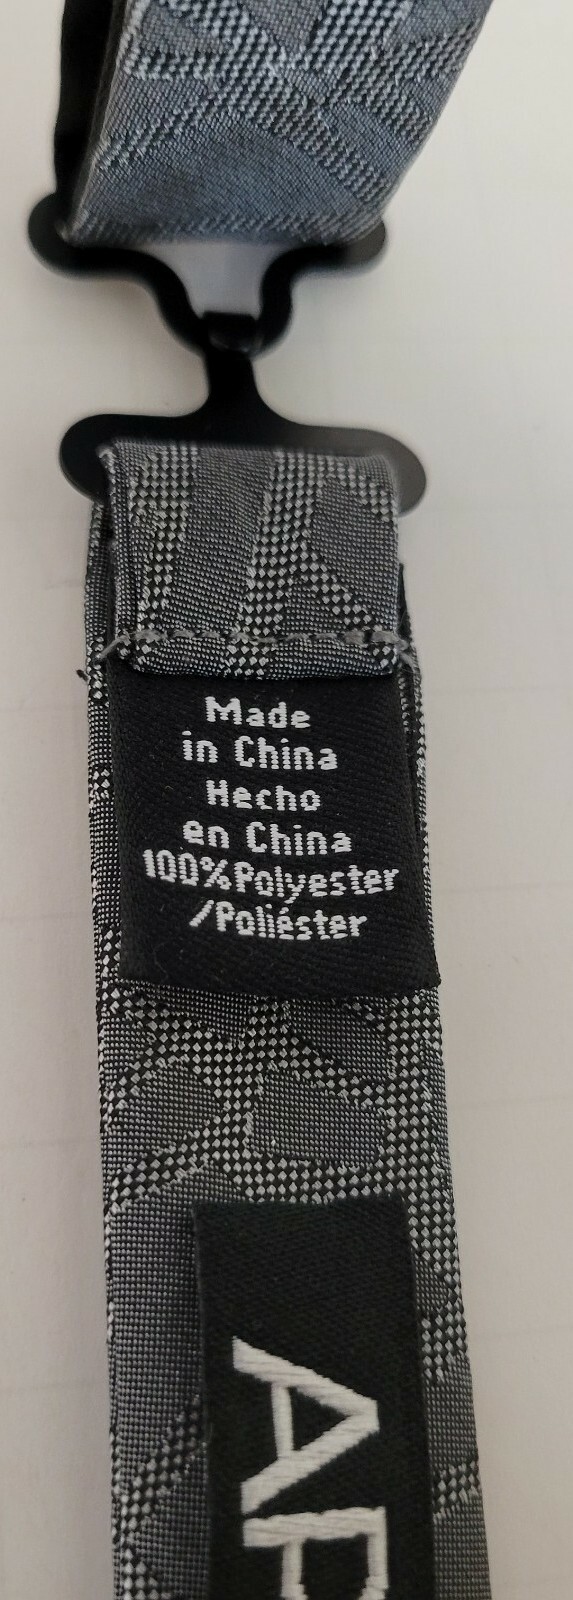 Made
in China
Hecho
en China
100%Polyester
/Poliéster